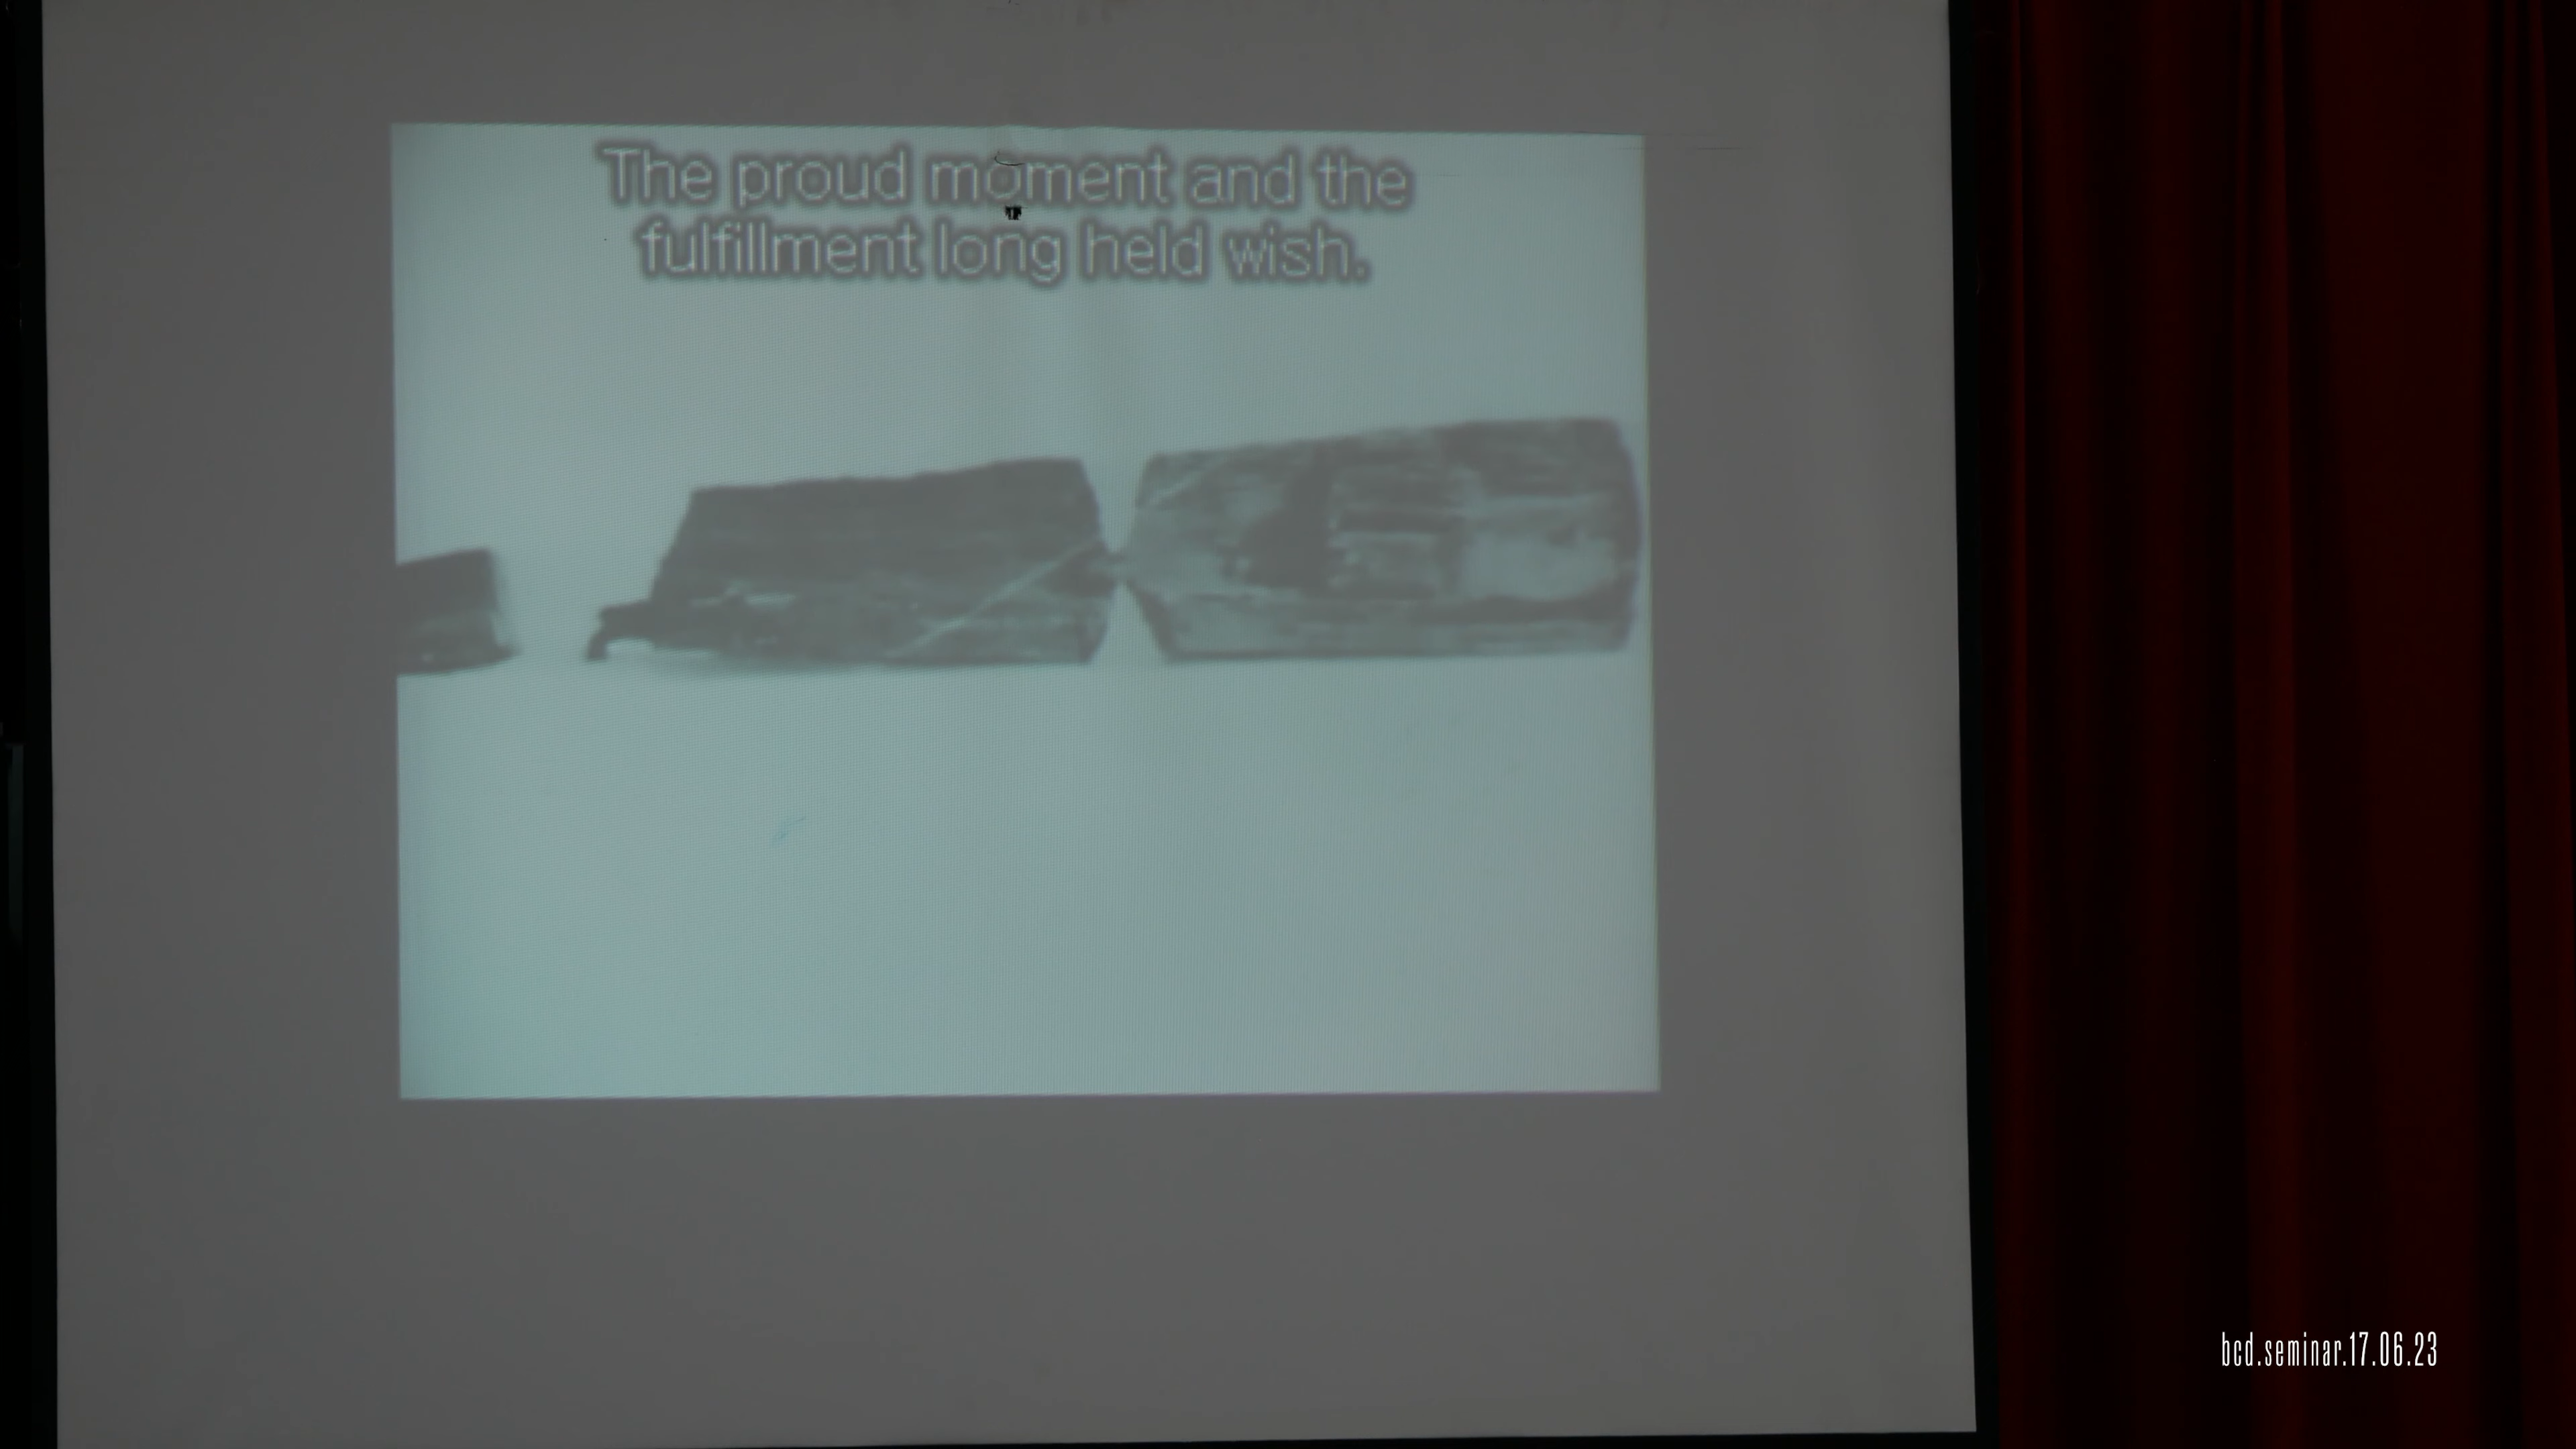 The proud moment and the
fulfillment long held wish.
bcd.seminar.17.06.23